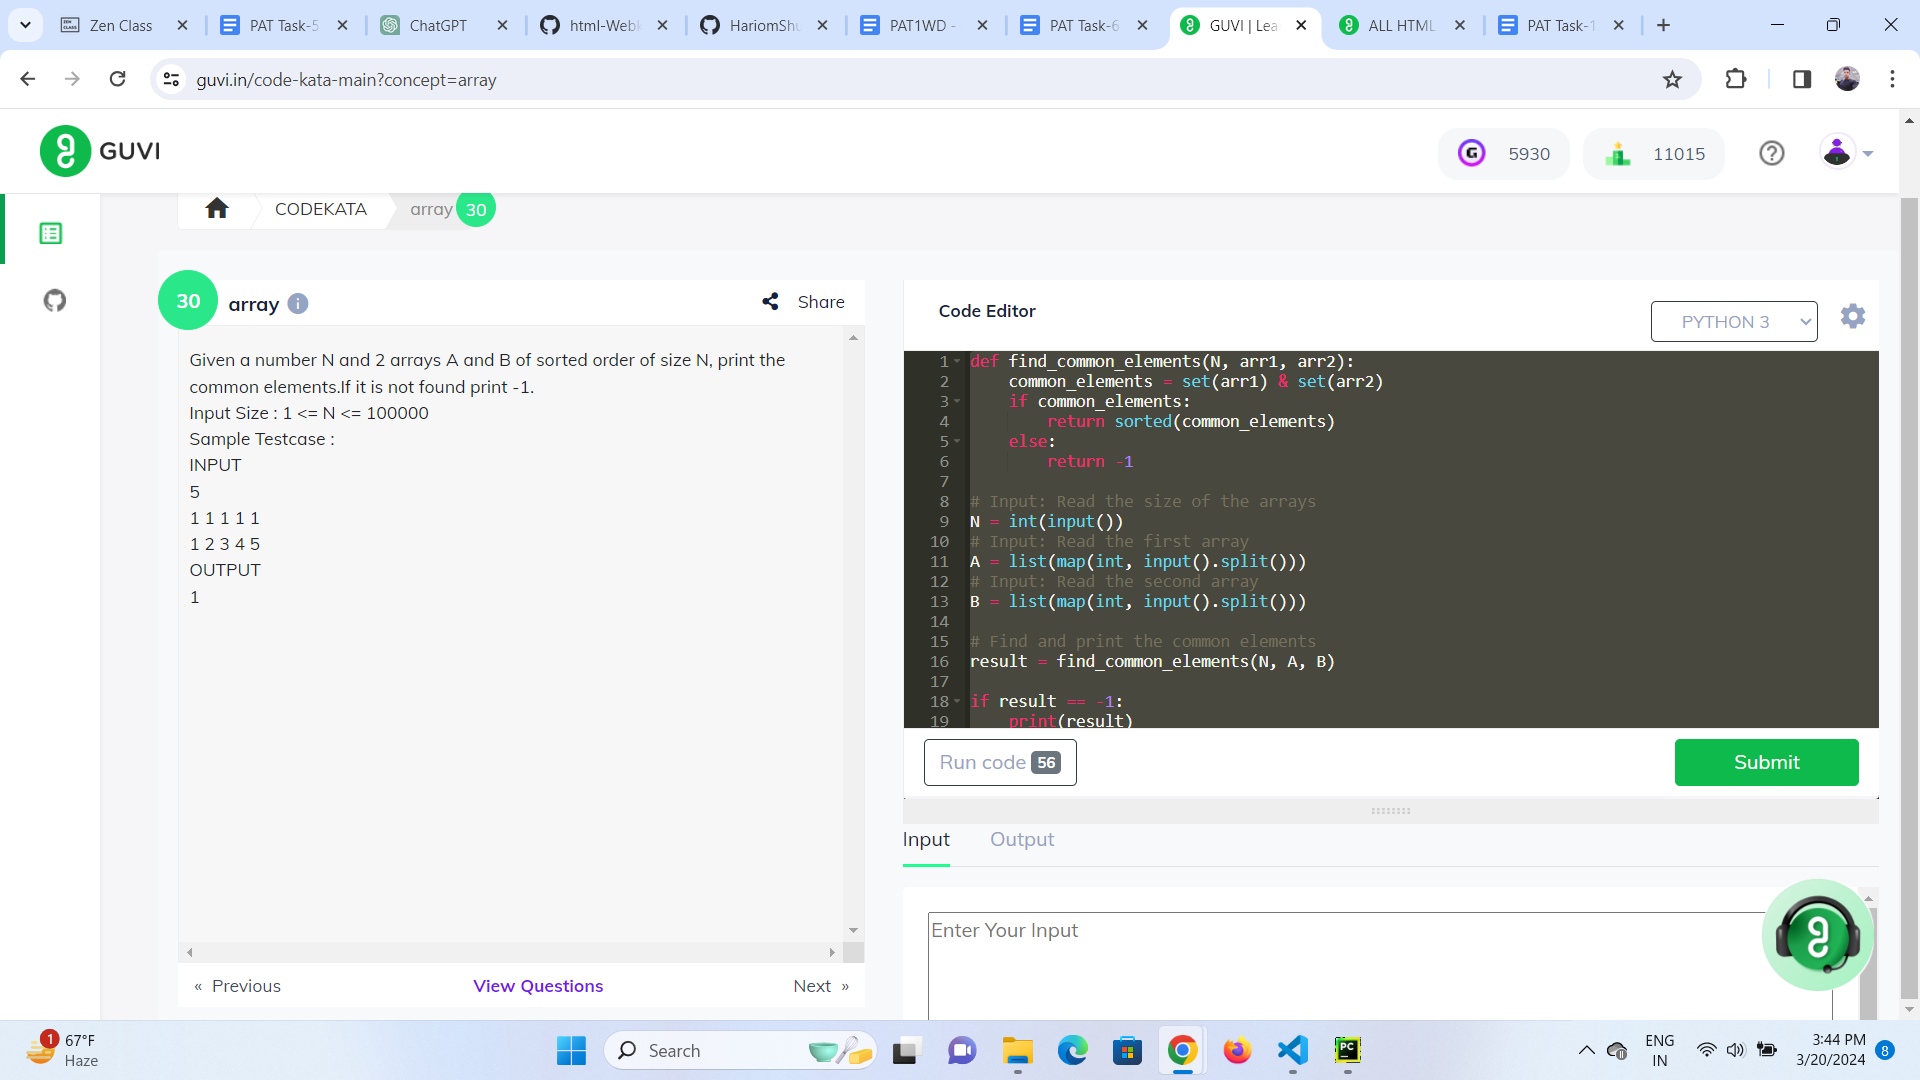 Zen Class
PAT Task-5
ChatGPT
html-Webk
HariomShu
PAT1WD -
PAT Task-6
GUVI | Lea
ALL HTML
PAT Task-1
guvi.in/code-kata-main?concept=array
GUVI
5930
11015
CODEKATA
array 30
30 array
Share
Given a number N and 2 arrays A and B of sorted order of size N, print the
common elements.If it is not found print -1.
Input Size : 1 <= N <= 100000
Sample Testcase :
INPUT
5
1 1 1 1 1
1 2 3 4 5
OUTPUT
1
« Previous
View Questions
Next »
Code Editor
PYTHON 3
1 def find_common_elements(N, arr1, arr2):
2 common_elements = set(arr1) & set(arr2)
3 if common_elements:
4 return sorted(common_elements)
5 else:
6 return -1
7
8 # Input: Read the size of the arrays
9 N = int(input())
10 # Input: Read the first array
11 A = list(map(int, input().split()))
12 # Input: Read the second array
13 B = list(map(int, input().split()))
14
15 # Find and print the common elements
16 result = find_common_elements(N, A, B)
17
18 if result == -1:
19 print(result)
Run code 56
Submit
Input
Output
Enter Your Input
1
67°F
Haze
Search
PC
ENG
IN
3:44 PM
3/20/2024
8